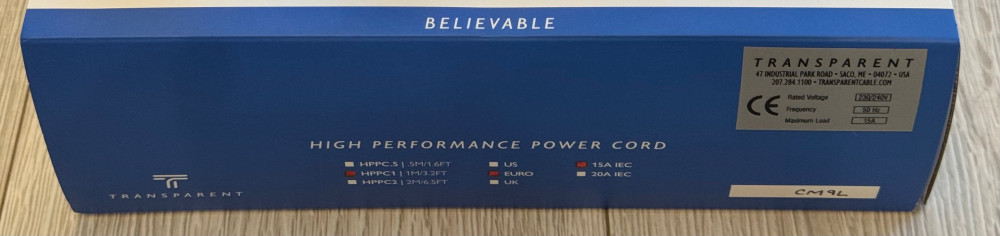 BELIEVABLE
TRANSPARENT
47 INDUSTRIAL PARK ROAD • SACO, ME • 04072 • USA
207.284.1100 • TRANSPARENTCABLE.COM
CE
Rated Voltage 230/240V
Frequency 50 Hz
Maximum Load 15A
HIGH PERFORMANCE POWER CORD
HPPC.5 | .5M/1.6FT US 15A IEC
HPPC1 | 1M/3.2FT EURO 20A IEC
HPPC2 | 2M/6.5FT UK
TRANSPARENT
CM9L